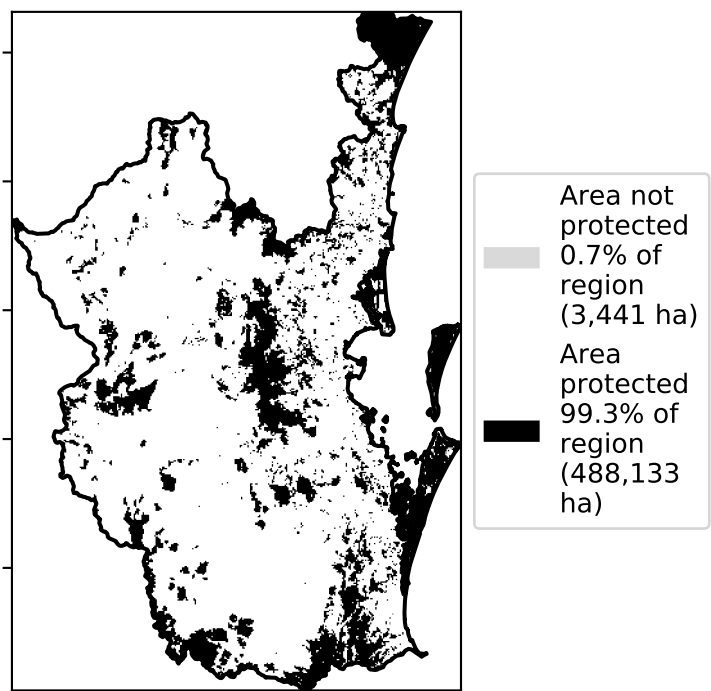 Area not
protected
0.7% of
region
(3,441 ha)
Area
protected
99.3% of
region
(488,133
ha)